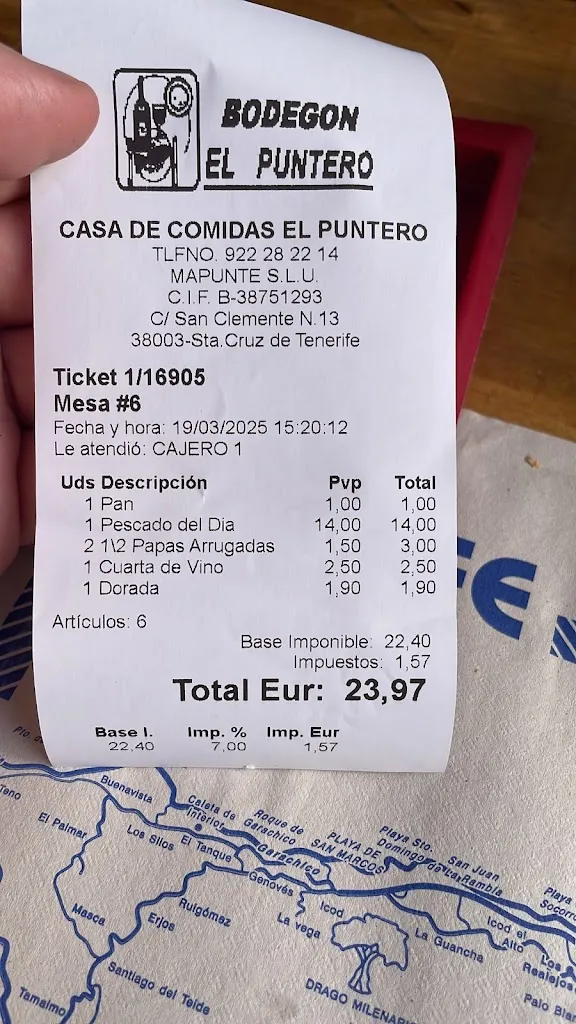 BODEGON
EL PUNTERO
CASA DE COMIDAS EL PUNTERO
TLFNO. 922 28 22 14
MAPUNTE S.L.U.
C.I.F. B-38751293
C/ San Clemente N.13
38003-Sta.Cruz de Tenerife
Ticket 1/16905
Mesa #6
Fecha y hora: 19/03/2025 15:20:12
Le atendió: CAJERO 1
Uds Descripción Pvp Total
1 Pan 1,00 1,00
1 Pescado del Dia 14,00 14,00
2 1\2 Papas Arrugadas 1,50 3,00
1 Cuarta de Vino 2,50 2,50
1 Dorada 1,90 1,90
Artículos: 6
Base Imponible: 22,40
Impuestos: 1,57
Total Eur: 23,97
Base I. Imp. % Imp. Eur
22,40 7,00 1,57
FE
Buenavista
Caleta de
Interior
Roque de
Garachico
PLAYA DE
SAN MARCOS
Playa Sto.
Domingo
de La Rambla
San Juan
Playa
Socorro
El Palmar
Los Silos
El Tanque
Garachico
Genovés
Icod
La vega
La Guancha
Icod el
Alto
Los
Realejos
Palo Bla
Masca
Erjos
Ruigómez
Santiago del Teide
Tamaimo
DRAGO MILENARI